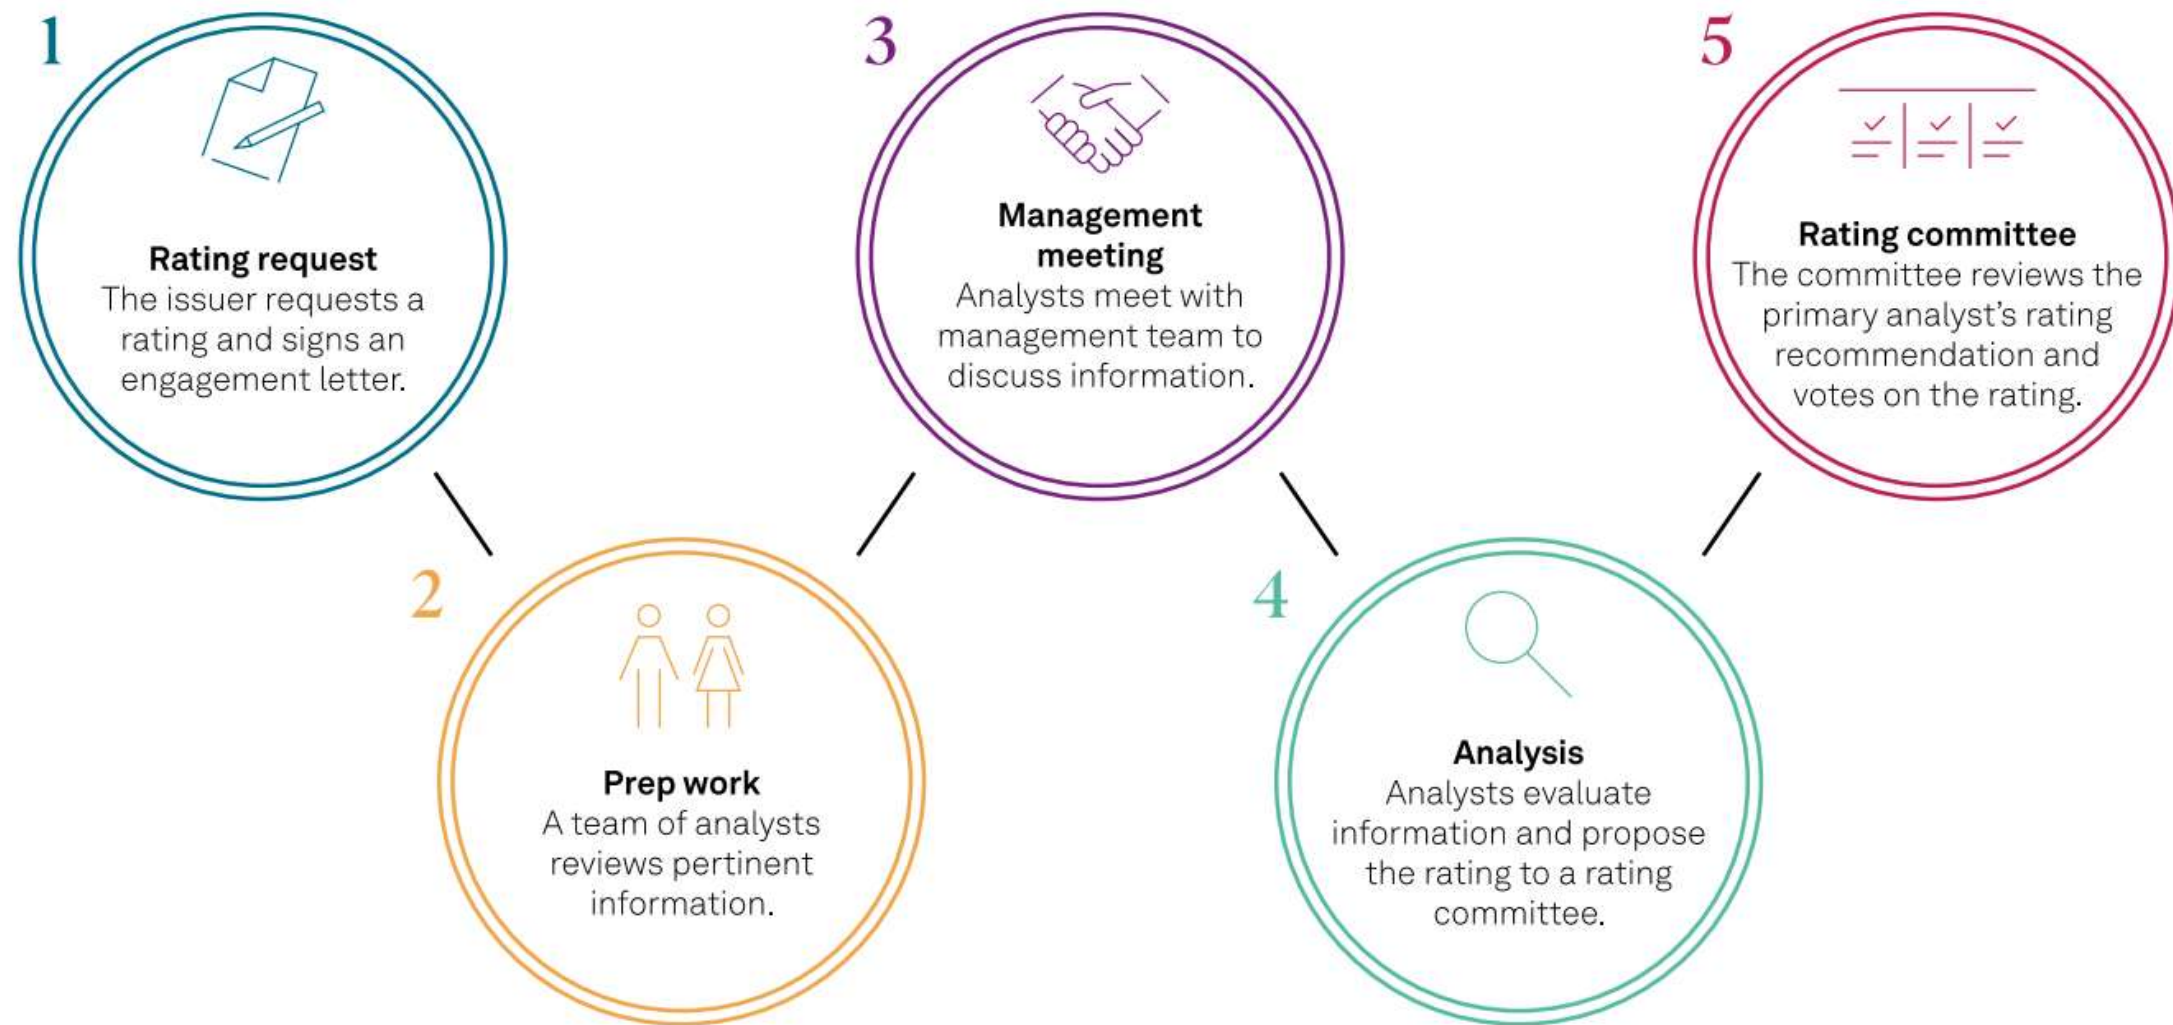 1
Rating request
The issuer requests a
rating and signs an
engagement letter.
2
Prep work
A team of analysts
reviews pertinent
information.
3
Management
meeting
Analysts meet with
management team to
discuss information.
4
Analysis
Analysts evaluate
information and propose
the rating to a rating
committee.
5
Rating committee
The committee reviews the
primary analyst’s rating
recommendation and
votes on the rating.